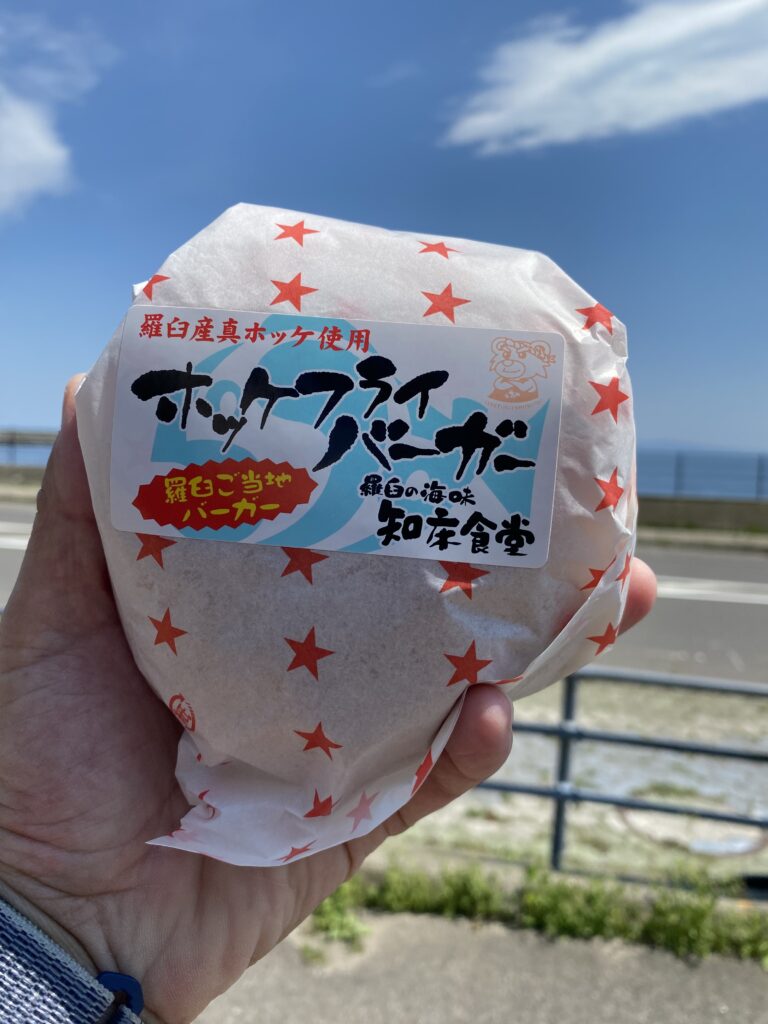 羅臼産真ホッケ使用
ホッケフライ
バーガー
羅臼ご当地
バーガー
羅臼の海味
知床食堂